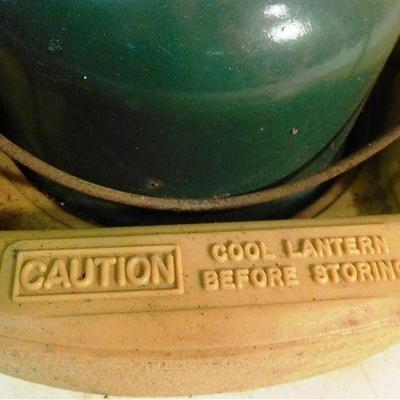 CAUTION
COOL LANTERN
BEFORE STORING